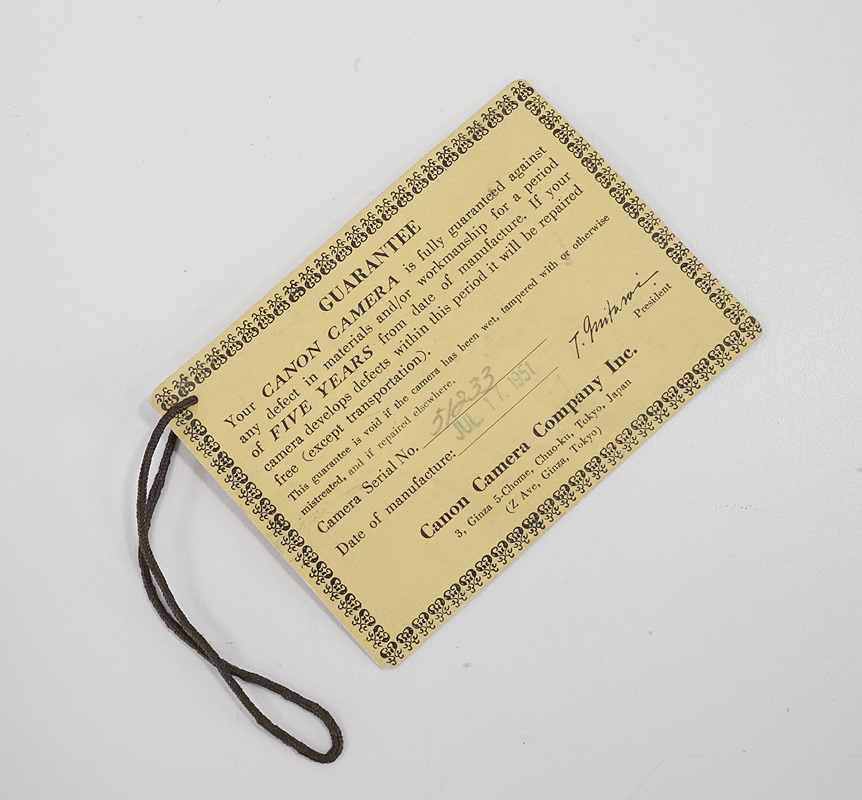 GUARANTEE
Your CANON CAMERA is fully guaranteed against
any defect in materials and/or workmanship for a period
of FIVE YEARS from date of manufacture. If your
camera develops defects within this period it will be repaired
free (except transportation).
This guarantee is void if the camera has been wet, tampered with or otherwise
mistreated, and if repaired elsewhere.
Camera Serial No. 51233
Date of manufacture: JUL 17. 1951
T. Mitarai
President
Canon Camera Company Inc.
3, Ginza 5-Chome, Chuo-ku, Tokyo, Japan
(Z Ave, Ginza, Tokyo)